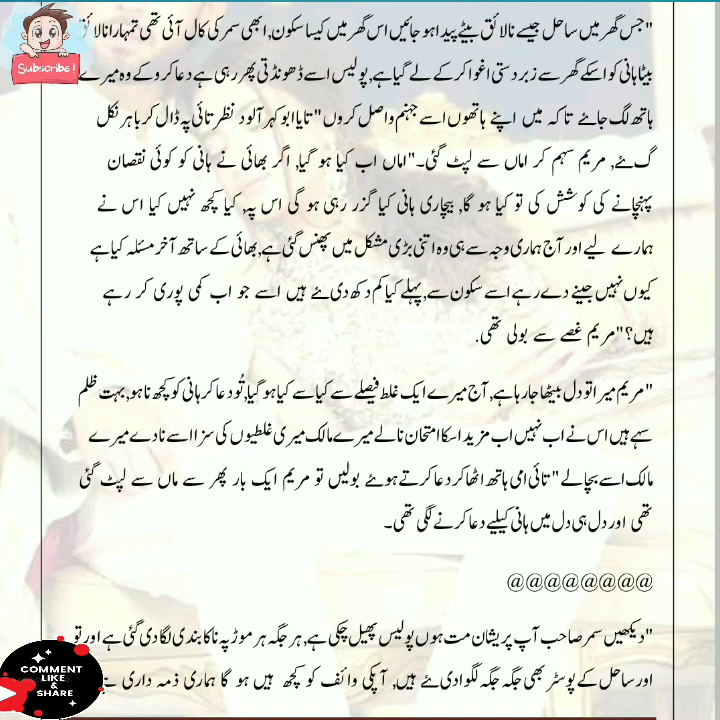 "جس گھر میں ساحل جیسے نالائق بیٹے پیدا ہو جائیں اس گھر میں کیسا سکون, ابھی سمر کی کال آئی تھی تمہارا نالائق
بیٹا ہانی کو اسکے گھر سے زبردستی اغوا کر کے لے گیا ہے, پولیس اسے ڈھونڈتی پھر رہی ہے دعا کرو کے وہ میرے
ہاتھ لگ جائے تاکہ میں اپنے ہاتھوں اسے جہنم واصل کروں" تایا ابو کہر آلود نظر تائی پہ ڈال کر باہر نکل
گئے, مریم سہم کر اماں سے لپٹ گئی۔"اماں اب کیا ہو گیا, اگر بھائی نے ہانی کو کوئی نقصان
پہنچانے کی کوشش کی تو کیا ہو گا, بیچاری ہانی کیا گزر رہی ہو گی اس پہ, کیا کچھ نہیں کیا اس نے
ہمارے لیے اور آج ہماری وجہ سے ہی وہ اتنی بڑی مشکل میں پھنس گئی ہے, بھائی کے ساتھ آخر مسئلہ کیا ہے
کیوں نہیں جینے دے رہے اسے سکون سے, پہلے کیا کم دکھ دئے ہیں اسے جو اب کمی پوری کر رہے
ہیں؟" مریم غصے سے بولی تھی.
"مریم میرا تو دل بیٹھا جا رہا ہے, آج میرے ایک غلط فیصلے سے کیا سے کیا ہو گیا, تُو دعا کر ہانی کو کچھ نا ہو, بہت ظلم
سہے ہیں اس نے اب نہیں اب مزید اسکا امتحان نا لے میرے مالک میری غلطیوں کی سزا اسے نا دے میرے
مالک اسے بچا لے" تائی امی ہاتھ اٹھا کر دعا کرتے ہوئے بولیں تو مریم ایک بار پھر سے ماں سے لپٹ گئی
تھی اور دل ہی دل میں ہانی کیلیے دعا کرنے لگی تھی۔
@@@@@@@@
"دیکھیں سمر صاحب آپ پریشان مت ہوں پولیس پھیل چکی ہے, ہر جگہ ہر موڑ پہ ناکا بندی لگا دی گئی ہے اور تو
اور ساحل کے پوسٹر بھی جگہ جگہ لگوا دئے ہیں, آپکی وائف کو کچھ نہیں ہو گا ہماری ذمہ داری ہے
Subscribe!
COMMENT
LIKE
&
SHARE